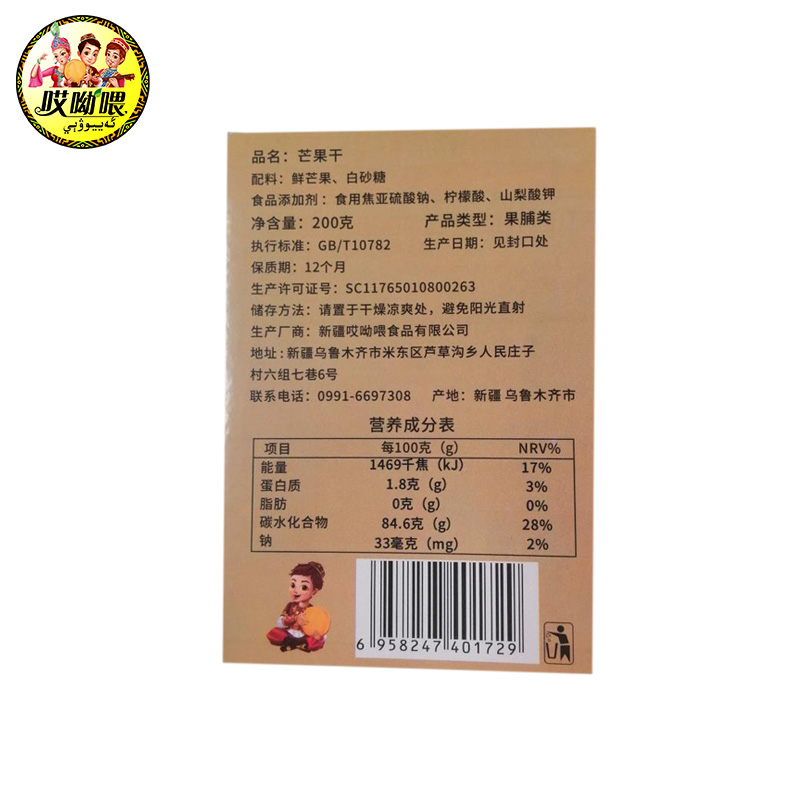 哎呦喂
ئەييوۋېي
品名：芒果干
配料：鲜芒果、白砂糖
食品添加剂：食用焦亚硫酸钠、柠檬酸、山梨酸钾
净含量：200克 产品类型：果脯类
执行标准：GB/T10782 生产日期：见封口处
保质期：12个月
生产许可证号：SC11765010800263
储存方法：请置于干燥凉爽处，避免阳光直射
生产厂商：新疆哎呦喂食品有限公司
地址：新疆乌鲁木齐市米东区芦草沟乡人民庄子
村六组七巷6号
联系电话：0991-6697308 产地：新疆 乌鲁木齐市
营养成分表
项目 每100克（g） NRV%
能量 1469千焦（kJ） 17%
蛋白质 1.8克（g） 3%
脂肪 0克（g） 0%
碳水化合物 84.6克（g） 28%
钠 33毫克（mg） 2%
6 958247 401729